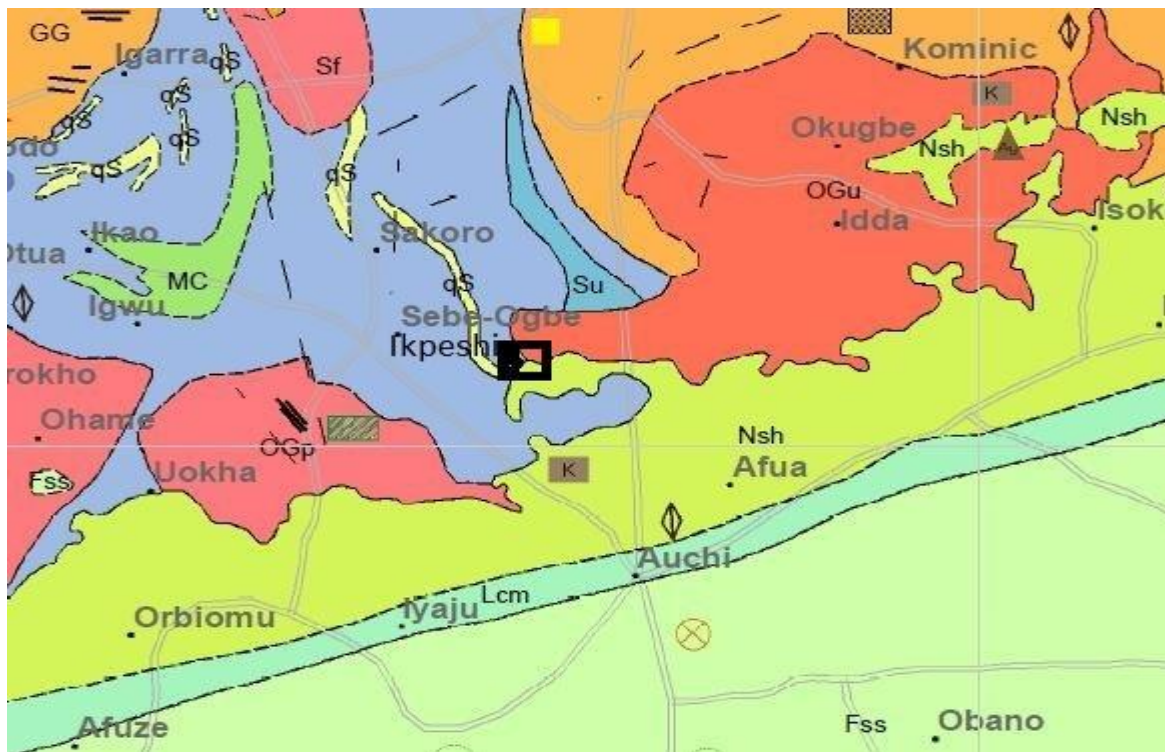 GG
Igarra
qS
Sf
Kominic
K
qS
qS
qS
Okugbe
Nsh
Nsh
odo
qS
qS
OGu
Idda
Isok
Ikao
Sakoro
Otua
MC
qS
Su
Igwu
Sebe-Ogbe
Ikpeshi
rokho
Ohame
OGp
Nsh
Afua
K
Fss
Uokha
Auchi
Lcm
Iyaju
Orbiomu
Afuze
Fss
Obano